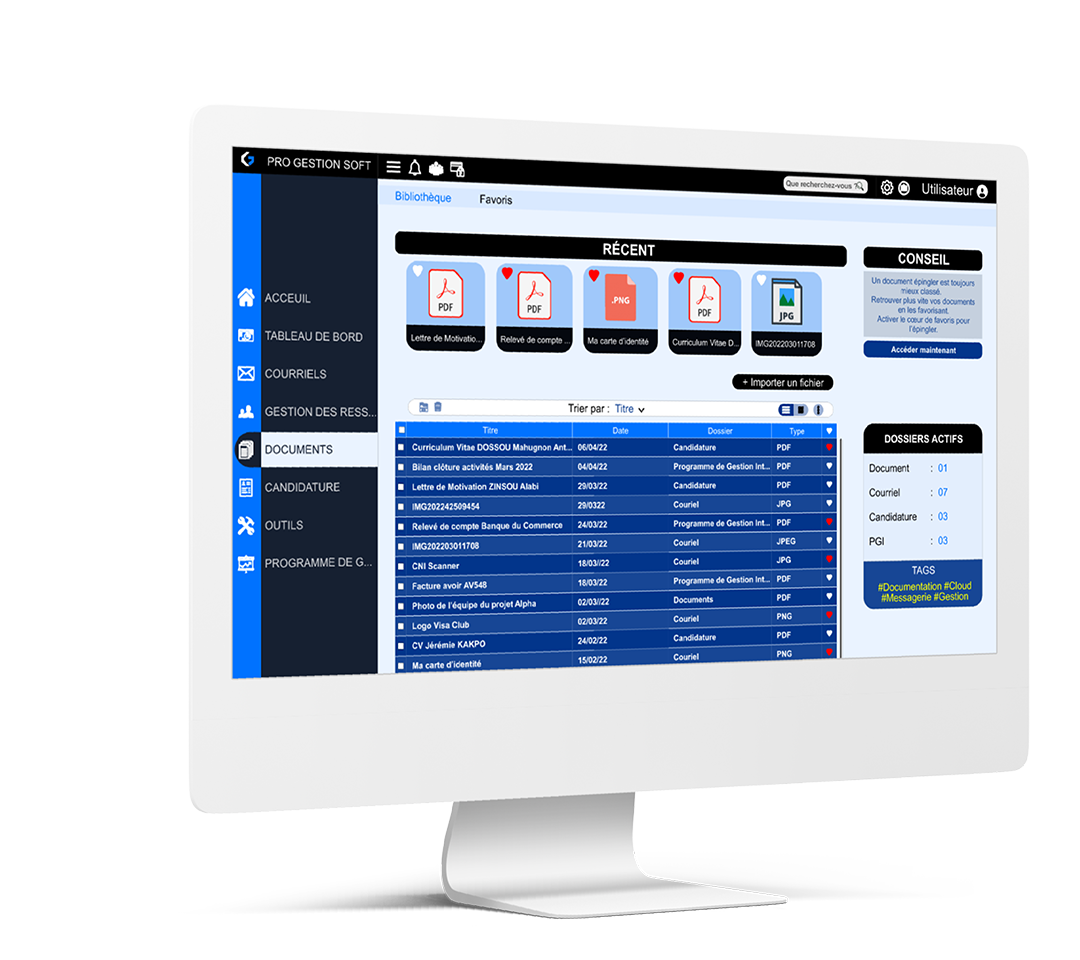 PRO GESTION SOFT
Que recherchez-vous ?
Utilisateur
Bibliothèque
Favoris
ACCEUIL
TABLEAU DE BORD
COURRIELS
GESTION DES RESS...
DOCUMENTS
CANDIDATURE
OUTILS
PROGRAMME DE G...
RÉCENT
PDF
PDF
.PNG
PDF
JPG
Lettre de Motivatio...
Relevé de compte ...
Ma carte d'identité
Curriculum Vitae D...
IMG202203011708
+ Importer un fichier
Trier par : Titre
Titre Date Dossier Type
Curriculum Vitae DOSSOU Mahugnon Ant... 06/04/22 Candidature PDF
Bilan clôture activités Mars 2022 04/04/22 Programme de Gestion Int... PDF
Lettre de Motivation ZINSOU Alabi 29/03/22 Candidature PDF
IMG202242509454 29/0322 Couriel JPG
Relevé de compte Banque du Commerce 24/03/22 Programme de Gestion Int... PDF
IMG202203011708 21/03/22 Couriel JPEG
CNI Scanner 18/03//22 Couriel JPG
Facture avoir AV548 18/03/22 Programme de Gestion Int... PDF
Photo de l'équipe du projet Alpha 02/03//22 Documents PDF
Logo Visa Club 02/03/22 Couriel PNG
CV Jérémie KAKPO 24/02/22 Candidature PDF
Ma carte d'identité 15/02/22 Couriel PNG
CONSEIL
Un document épingler est toujours
mieux classé.
Retrouver plus vite vos documents
en les favorisant.
Activer le cœur de favoris pour
l'épingler.
Accéder maintenant
DOSSIERS ACTIFS
Document : 01
Courriel : 07
Candidature : 03
PGI : 03
TAGS
#Documentation #Cloud
#Messagerie #Gestion